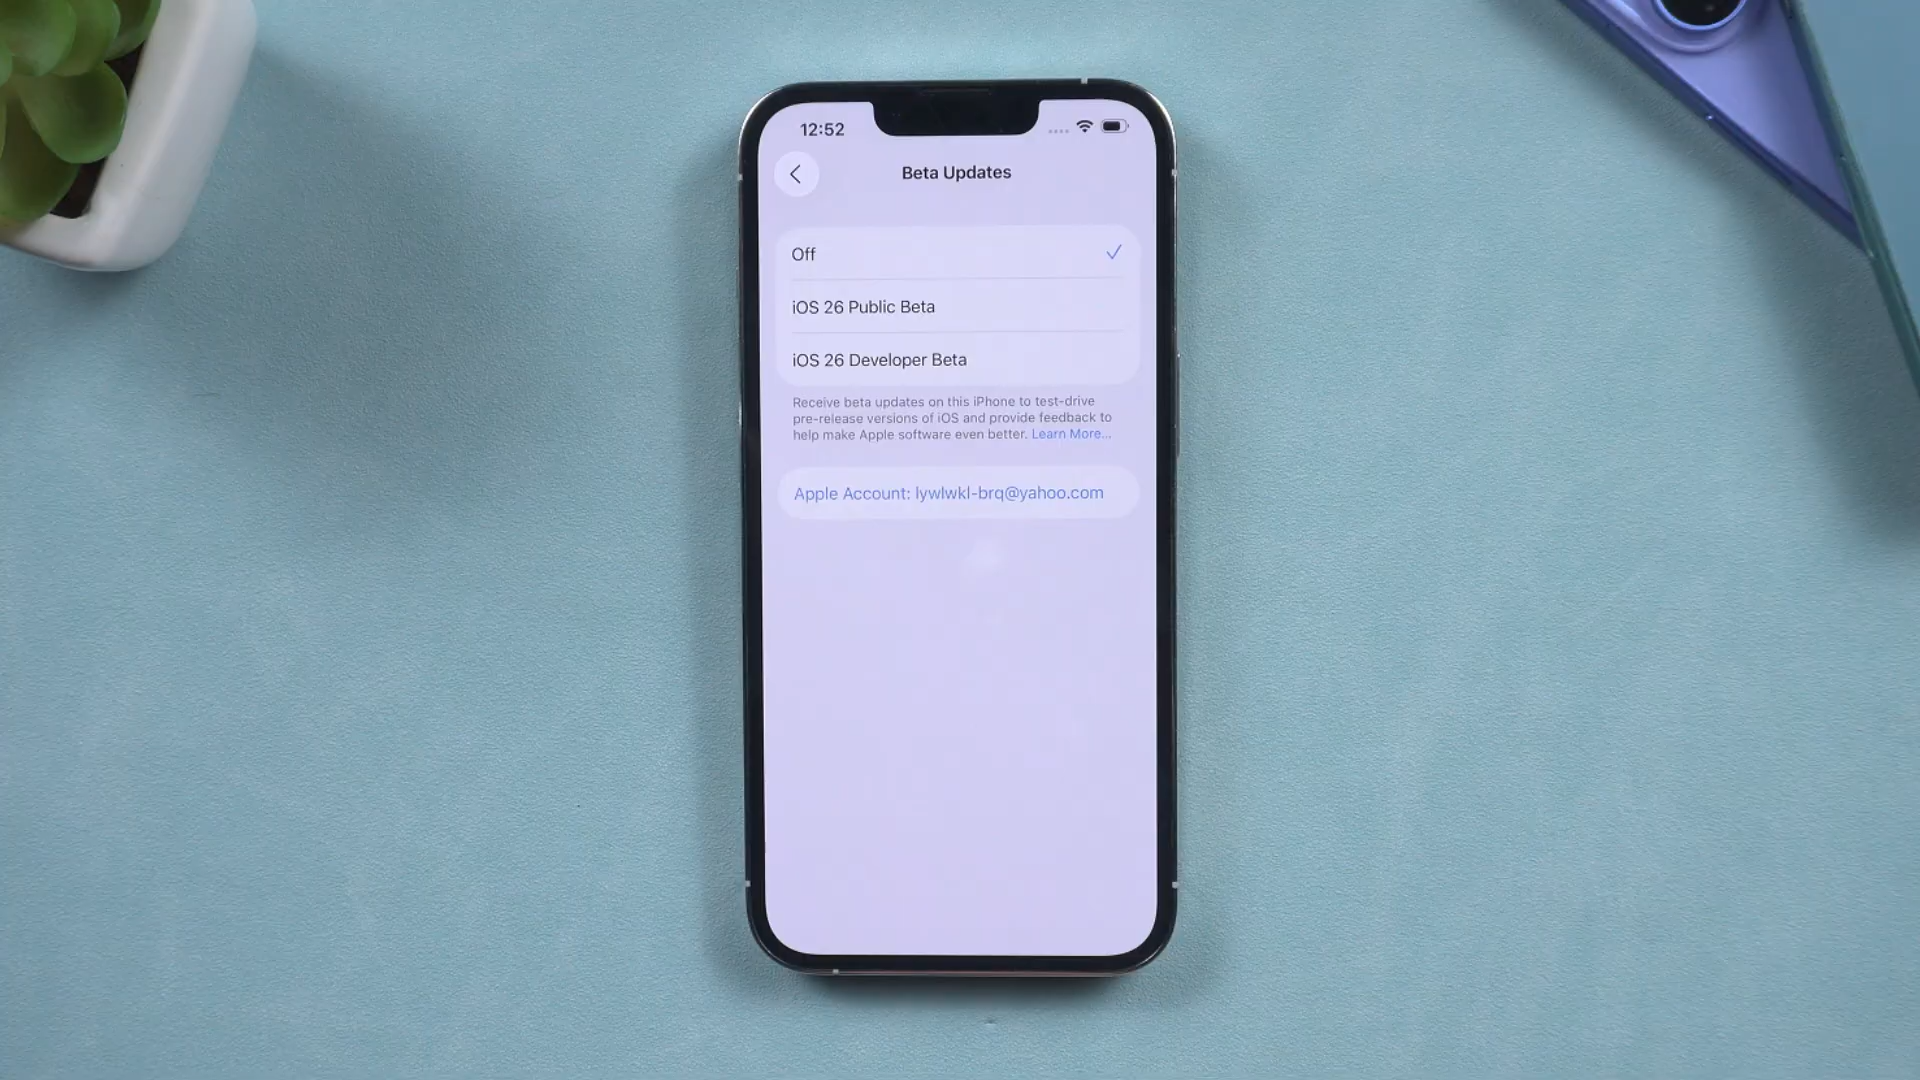 12:52
Beta Updates
Off
iOS 26 Public Beta
iOS 26 Developer Beta
Receive beta updates on this iPhone to test-drive
pre-release versions of iOS and provide feedback to
help make Apple software even better. Learn More...
Apple Account: lywlwkl-brq@yahoo.com